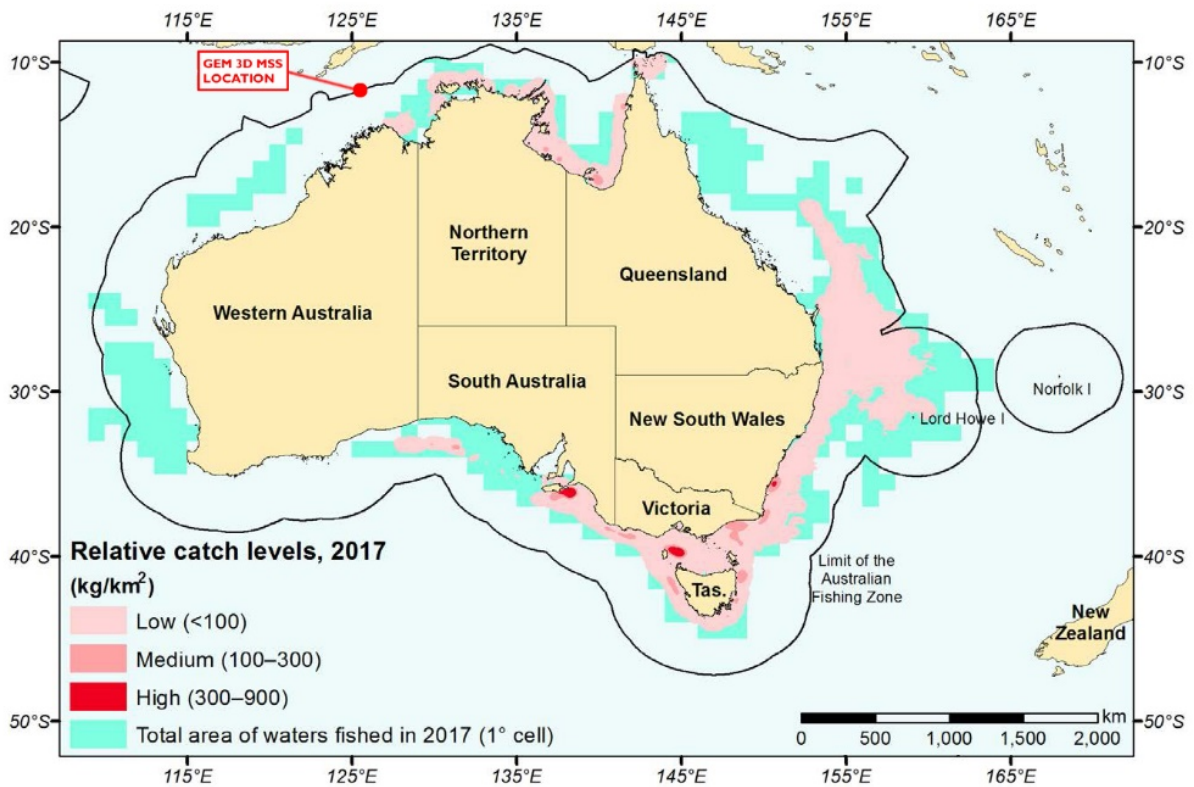 115°E 125°E 135°E 145°E 155°E 165°E
10°S 10°S
GEM 3D MSS
LOCATION
20°S 20°S
Northern
Territory
Queensland
Western Australia
South Australia
30°S 30°S
Norfolk I
New South Wales
Lord Howe I
Victoria
Relative catch levels, 2017
(kg/km²)
40°S 40°S
Limit of the
Australian
Fishing Zone
Tas.
New
Zealand
Low (<100)
Medium (100–300)
High (300–900)
Total area of waters fished in 2017 (1° cell)
50°S 50°S
km
0 500 1,000 1,500 2,000
115°E 125°E 135°E 145°E 155°E 165°E